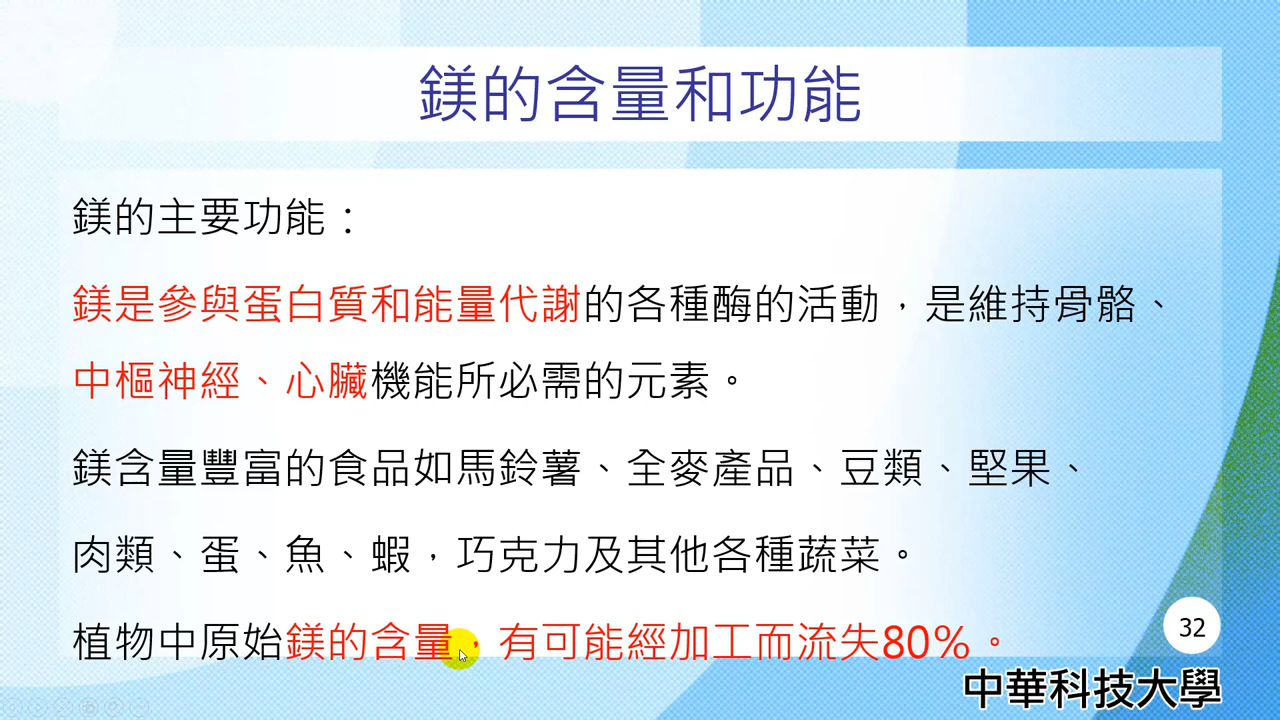 鎂的含量和功能
鎂的主要功能：
鎂是參與蛋白質和能量代謝的各種酶的活動，是維持骨骼、
中樞神經、心臟機能所必需的元素。
鎂含量豐富的食品如馬鈴薯、全麥產品、豆類、堅果、
肉類、蛋、魚、蝦，巧克力及其他各種蔬菜。
植物中原始鎂的含量，有可能經加工而流失80%。
32
中華科技大學